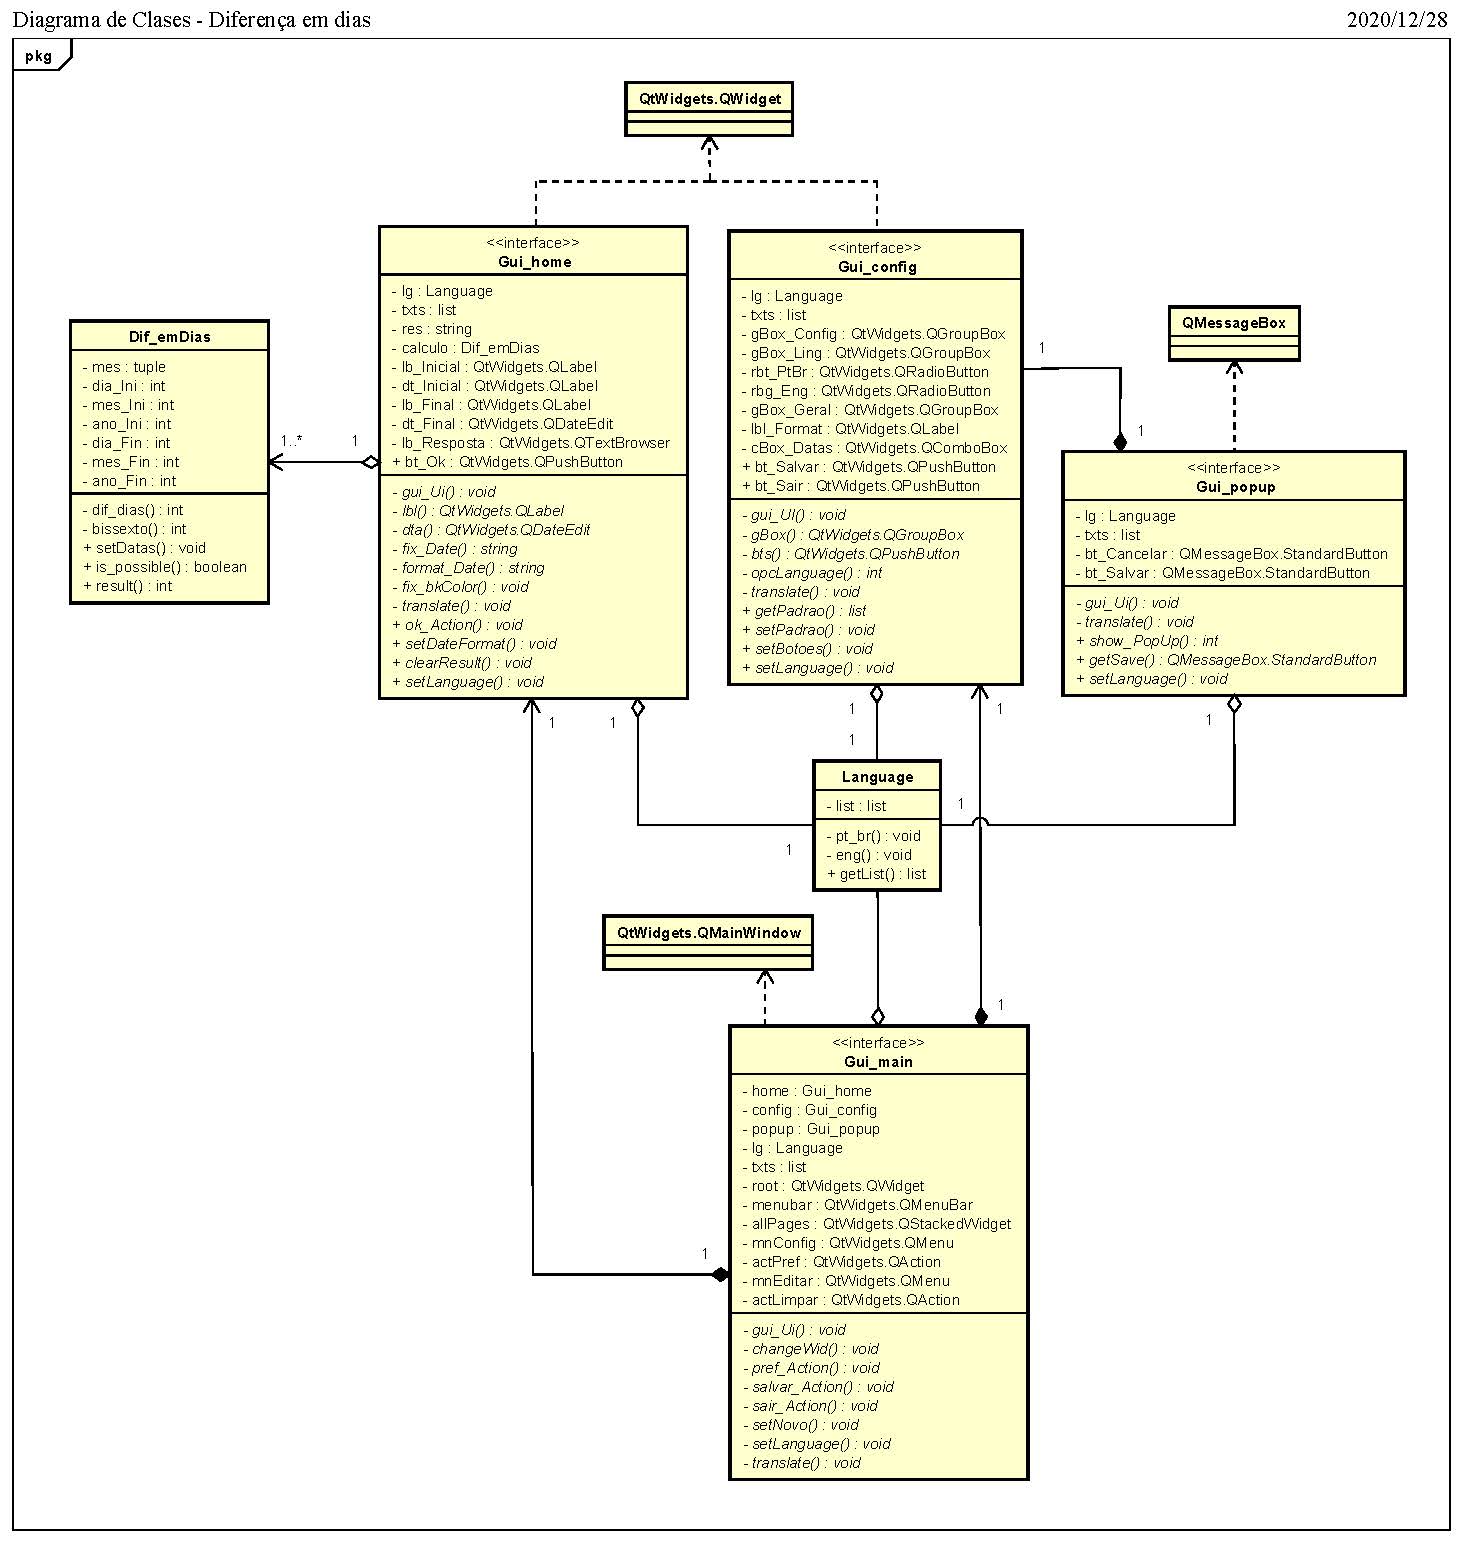 Diagrama de Clases - Diferença em dias
2020/12/28
pkg
QtWidgets.QWidget
<<interface>>
Gui_home
- lg : Language
- txts : list
- res : string
- calculo : Dif_emDias
- lb_Inicial : QtWidgets.QLabel
- dt_Inicial : QtWidgets.QLabel
- lb_Final : QtWidgets.QLabel
- dt_Final : QtWidgets.QDateEdit
- lb_Resposta : QtWidgets.QTextBrowser
+ bt_Ok : QtWidgets.QPushButton
- gui_Ui() : void
- lbl() : QtWidgets.QLabel
- dta() : QtWidgets.QDateEdit
- fix_Date() : string
- format_Date() : string
- fix_bkColor() : void
- translate() : void
+ ok_Action() : void
+ setDateFormat() : void
+ clearResult() : void
+ setLanguage() : void
<<interface>>
Gui_config
- lg : Language
- txts : list
- gBox_Config : QtWidgets.QGroupBox
- gBox_Ling : QtWidgets.QGroupBox
- rbt_PtBr : QtWidgets.QRadioButton
- rbg_Eng : QtWidgets.QRadioButton
- gBox_Geral : QtWidgets.QGroupBox
- lbl_Format : QtWidgets.QLabel
- cBox_Datas : QtWidgets.QComboBox
+ bt_Salvar : QtWidgets.QPushButton
+ bt_Sair : QtWidgets.QPushButton
- gui_UI() : void
- gBox() : QtWidgets.QGroupBox
- bts() : QtWidgets.QPushButton
- opcLanguage() : int
- translate() : void
+ getPadrao() : list
+ setPadrao() : void
+ setBotoes() : void
+ setLanguage() : void
QMessageBox
1
1
<<interface>>
Gui_popup
- lg : Language
- txts : list
- bt_Cancelar : QMessageBox.StandardButton
- bt_Salvar : QMessageBox.StandardButton
- gui_Ui() : void
- translate() : void
+ show_PopUp() : int
+ getSave() : QMessageBox.StandardButton
+ setLanguage() : void
Dif_emDias
- mes : tuple
- dia_Ini : int
- mes_Ini : int
- ano_Ini : int
- dia_Fin : int
- mes_Fin : int
- ano_Fin : int
- dif_dias() : int
- bissexto() : int
+ setDatas() : void
+ is_possible() : boolean
+ result() : int
1..*
1
1
1
1
1
1
1
Language
- list : list
- pt_br() : void
- eng() : void
+ getList() : list
1
1
QtWidgets.QMainWindow
1
1
<<interface>>
Gui_main
- home : Gui_home
- config : Gui_config
- popup : Gui_popup
- lg : Language
- txts : list
- root : QtWidgets.QWidget
- menubar : QtWidgets.QMenuBar
- allPages : QtWidgets.QStackedWidget
- mnConfig : QtWidgets.QMenu
- actPref : QtWidgets.QAction
- mnEditar : QtWidgets.QMenu
- actLimpar : QtWidgets.QAction
- gui_Ui() : void
- changeWid() : void
- pref_Action() : void
- salvar_Action() : void
- sair_Action() : void
- setNovo() : void
- setLanguage() : void
- translate() : void